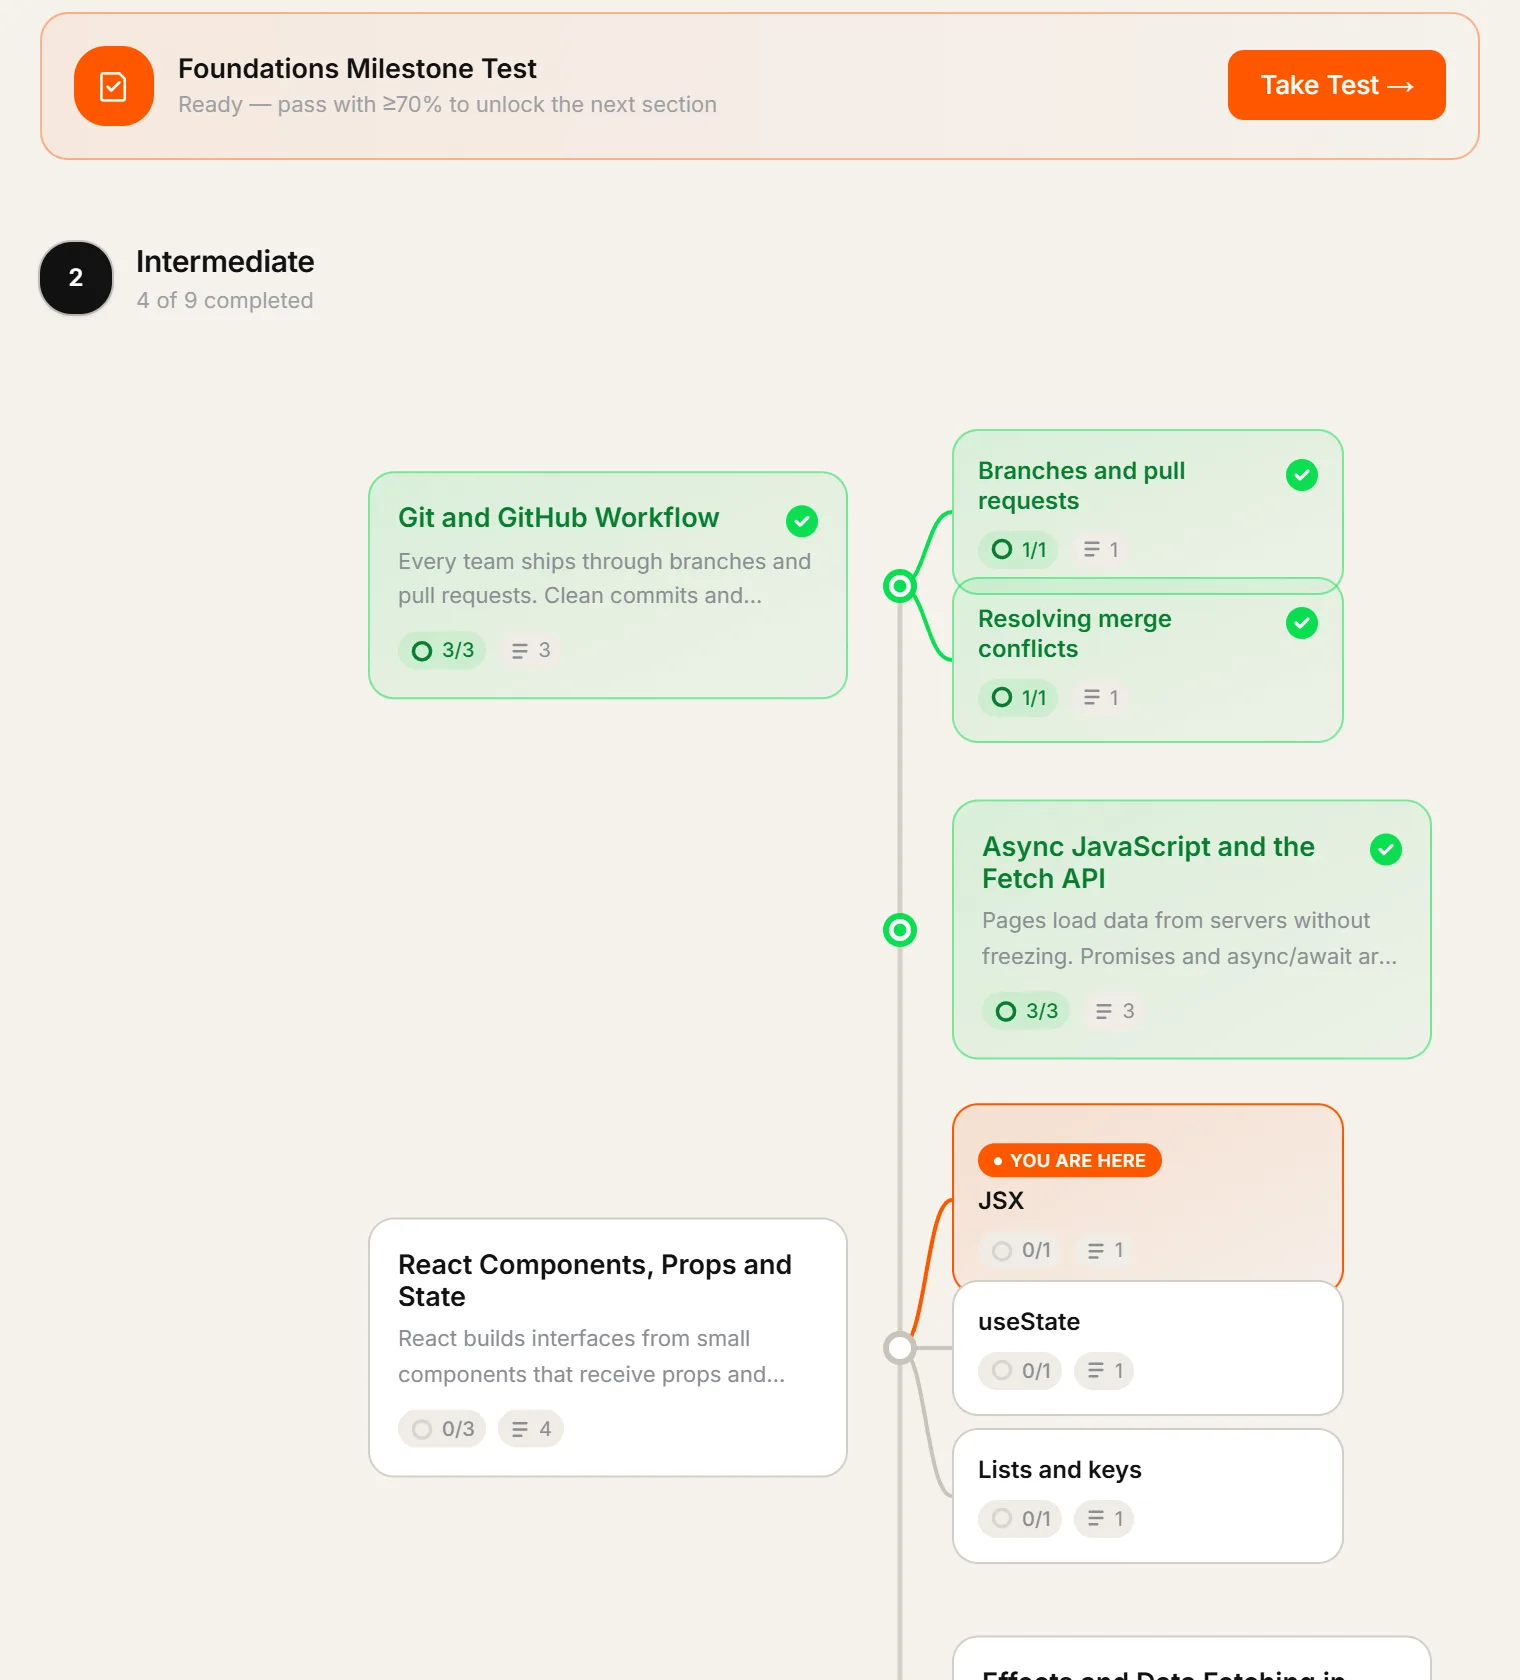 Foundations Milestone Test
Ready — pass with ≥70% to unlock the next section
Take Test →
2
Intermediate
4 of 9 completed
Git and GitHub Workflow
Every team ships through branches and
pull requests. Clean commits and...
3/3
3
Branches and pull
requests
1/1
1
Resolving merge
conflicts
1/1
1
Async JavaScript and the
Fetch API
Pages load data from servers without
freezing. Promises and async/await ar...
3/3
3
React Components, Props and
State
React builds interfaces from small
components that receive props and...
0/3
4
• YOU ARE HERE
JSX
0/1
1
useState
0/1
1
Lists and keys
0/1
1
Effects and Data Fetching in